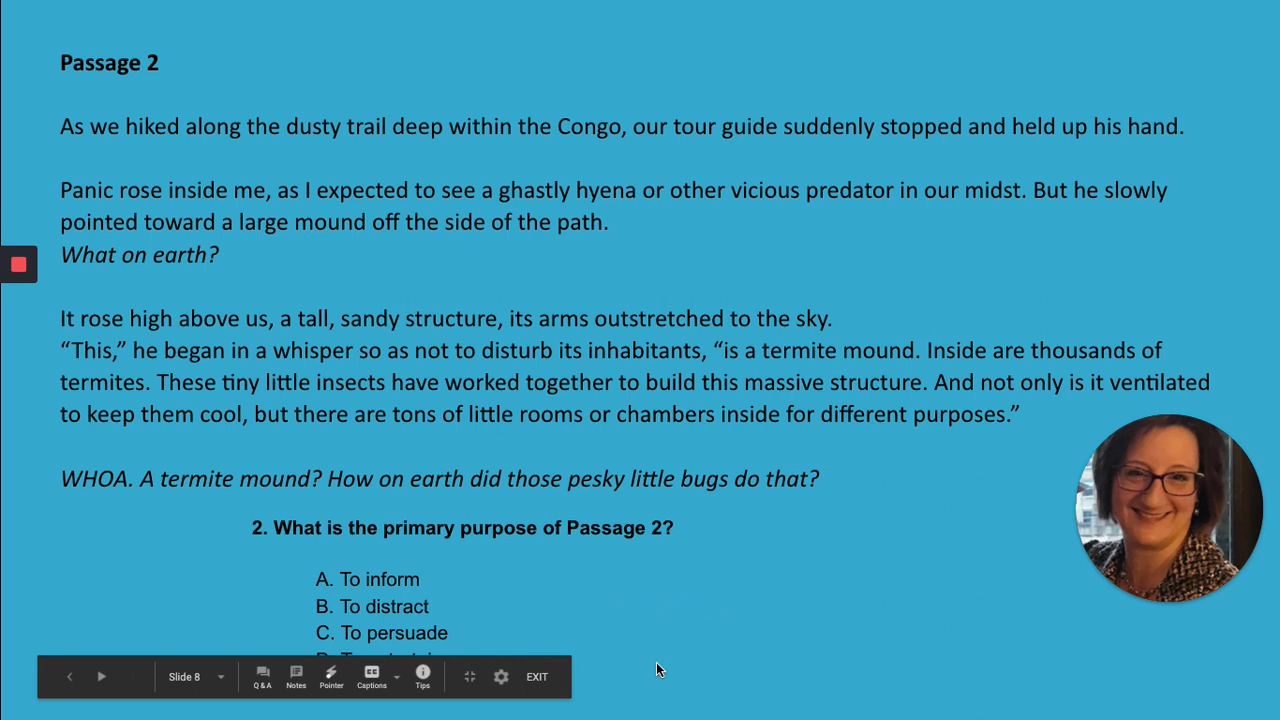 Passage 2
As we hiked along the dusty trail deep within the Congo, our tour guide suddenly stopped and held up his hand.
Panic rose inside me, as I expected to see a ghastly hyena or other vicious predator in our midst. But he slowly
pointed toward a large mound off the side of the path.
What on earth?
It rose high above us, a tall, sandy structure, its arms outstretched to the sky.
“This,” he began in a whisper so as not to disturb its inhabitants, “is a termite mound. Inside are thousands of
termites. These tiny little insects have worked together to build this massive structure. And not only is it ventilated
to keep them cool, but there are tons of little rooms or chambers inside for different purposes.”
WHOA. A termite mound? How on earth did those pesky little bugs do that?
2. What is the primary purpose of Passage 2?
A. To inform
B. To distract
C. To persuade
Slide 8
Q & A
Notes
Pointer
Captions
Tips
EXIT